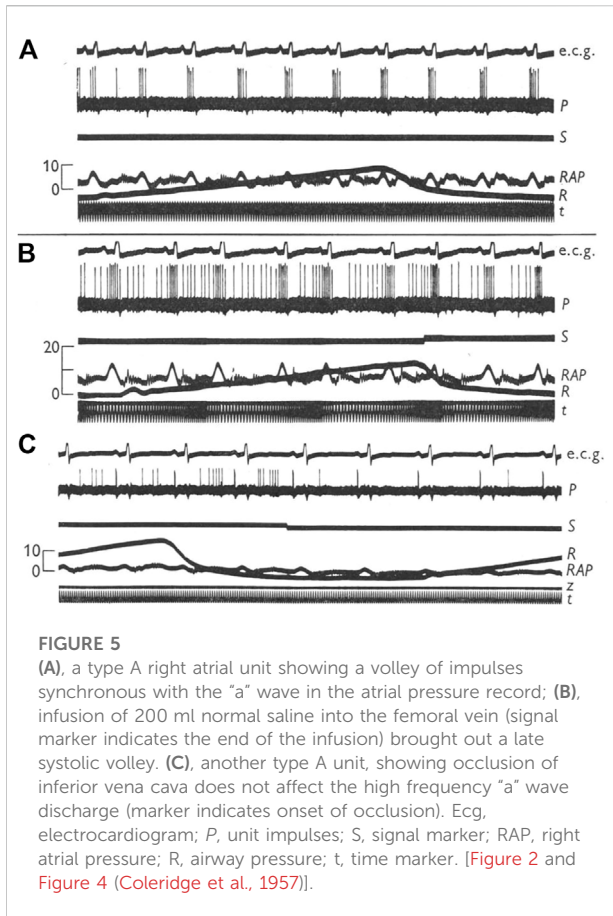 A
e.c.g.
P
S
10
0
RAP
R
t
B
e.c.g.
P
S
20
0
RAP
R
t
C
e.c.g.
P
S
10
0
R
RAP
z
t
FIGURE 5
(A), a type A right atrial unit showing a volley of impulses
synchronous with the “a” wave in the atrial pressure record; (B),
infusion of 200 ml normal saline into the femoral vein (signal
marker indicates the end of the infusion) brought out a late
systolic volley. (C), another type A unit, showing occlusion of
inferior vena cava does not affect the high frequency “a” wave
discharge (marker indicates onset of occlusion). Ecg,
electrocardiogram; P, unit impulses; S, signal marker; RAP, right
atrial pressure; R, airway pressure; t, time marker. [Figure 2 and
Figure 4 (Coleridge et al., 1957)].